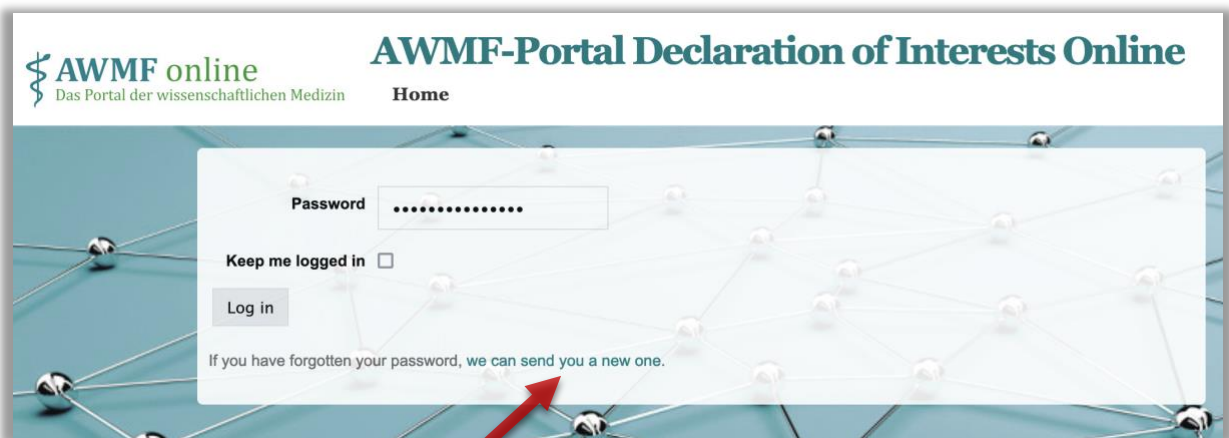 AWMF-Portal Declaration of Interests Online
AWMF online
Das Portal der wissenschaftlichen Medizin
Home
Password
•••••••••••••••
Keep me logged in
Log in
If you have forgotten your password, we can send you a new one.